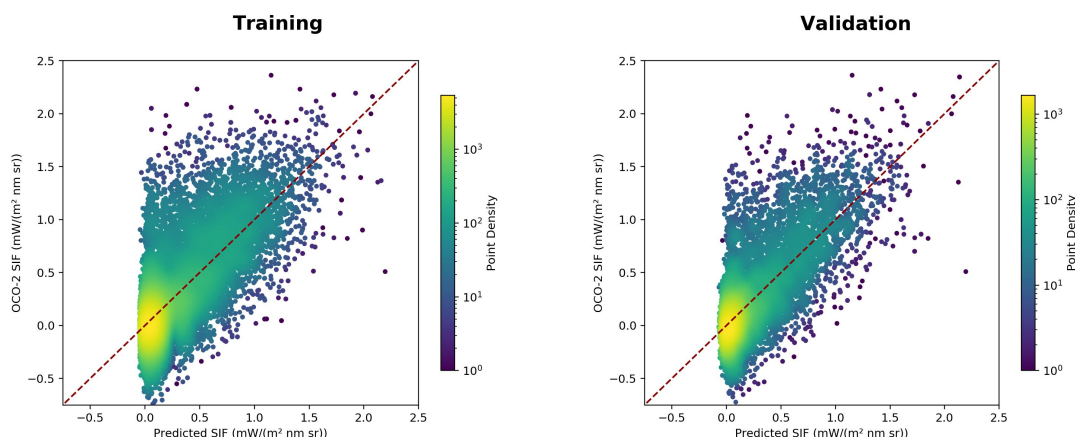 Training
2.5
2.0
1.5
1.0
0.5
0.0
−0.5
−0.5 0.0 0.5 1.0 1.5 2.0 2.5
OCO-2 SIF (mW/(m² nm sr))
Predicted SIF (mW/(m² nm sr))
10³
10²
10¹
10⁰
Point Density
Validation
2.5
2.0
1.5
1.0
0.5
0.0
−0.5
−0.5 0.0 0.5 1.0 1.5 2.0 2.5
OCO-2 SIF (mW/(m² nm sr))
Predicted SIF (mW/(m² nm sr))
10³
10²
10¹
10⁰
Point Density